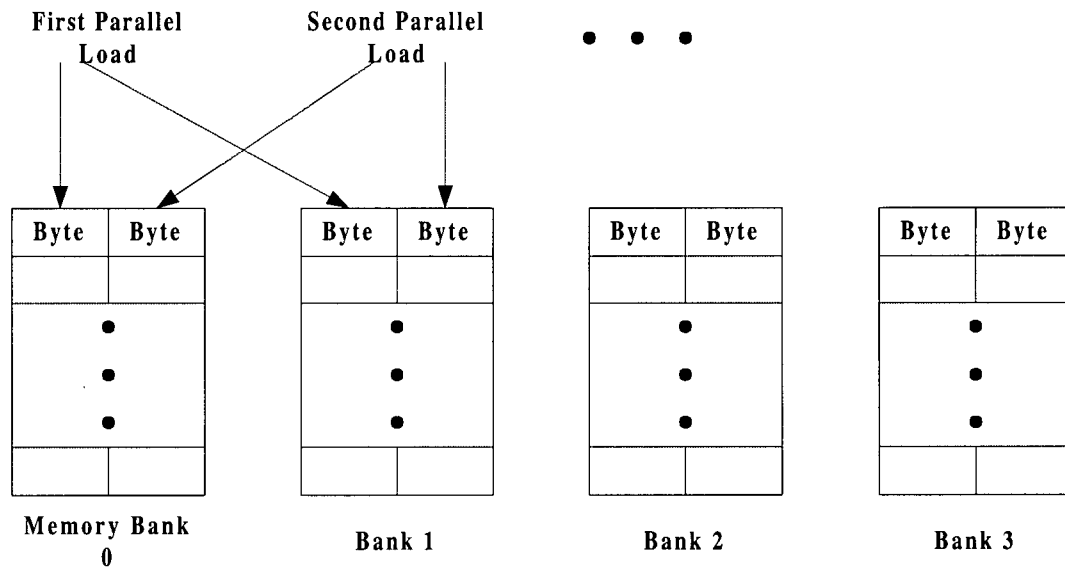 First Parallel
Load
Second Parallel
Load
Byte Byte
Byte Byte
Byte Byte
Byte Byte
Memory Bank
0
Bank 1
Bank 2
Bank 3